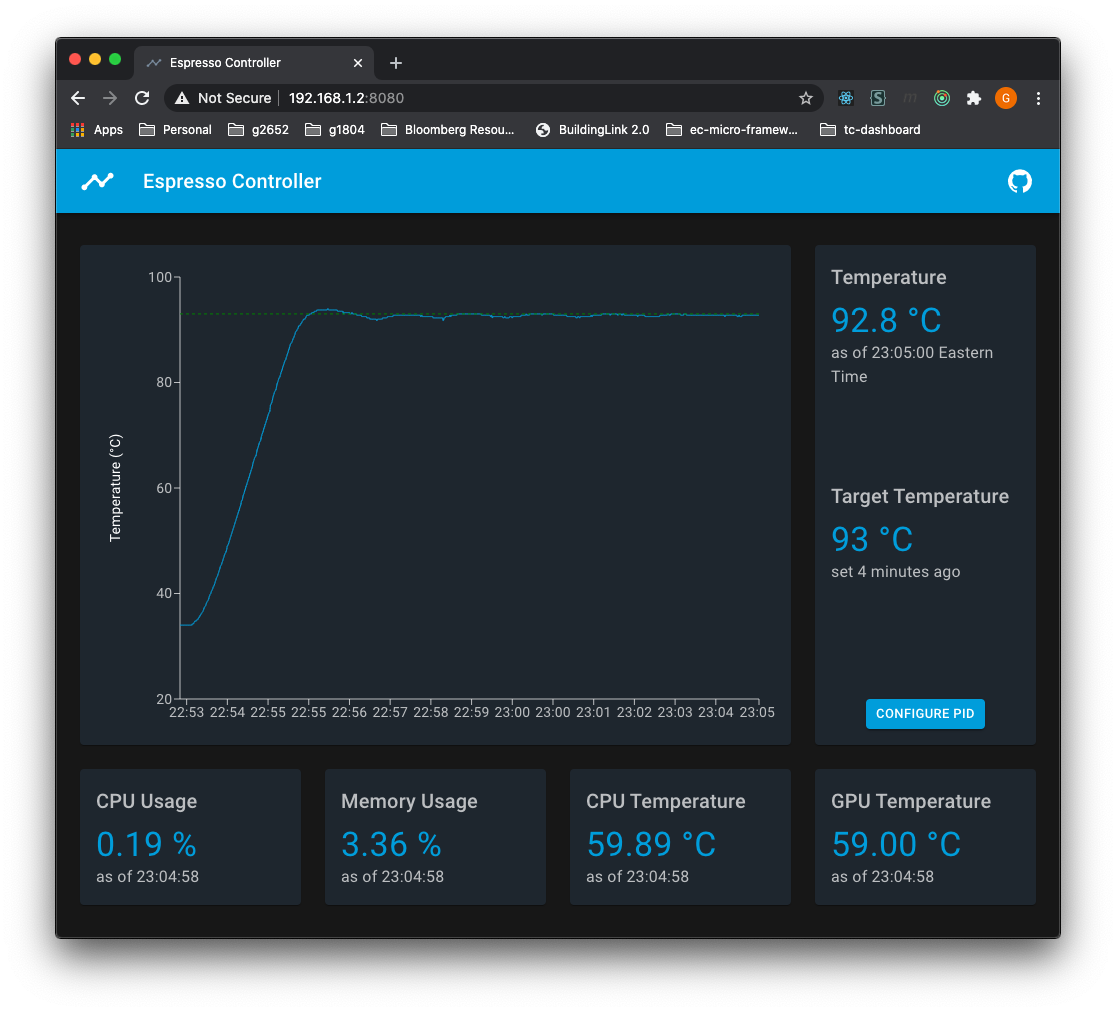 Espresso Controller
Not Secure 192.168.1.2:8080
S m G
Apps Personal g2652 g1804 Bloomberg Resou... BuildingLink 2.0 ec-micro-framew... tc-dashboard
Espresso Controller
Temperature (°C)
100
80
60
40
20
22:53 22:54 22:55 22:55 22:56 22:57 22:58 22:59 23:00 23:00 23:01 23:02 23:03 23:04 23:05
Temperature
92.8 °C
as of 23:05:00 Eastern
Time
Target Temperature
93 °C
set 4 minutes ago
CONFIGURE PID
CPU Usage
0.19 %
as of 23:04:58
Memory Usage
3.36 %
as of 23:04:58
CPU Temperature
59.89 °C
as of 23:04:58
GPU Temperature
59.00 °C
as of 23:04:58